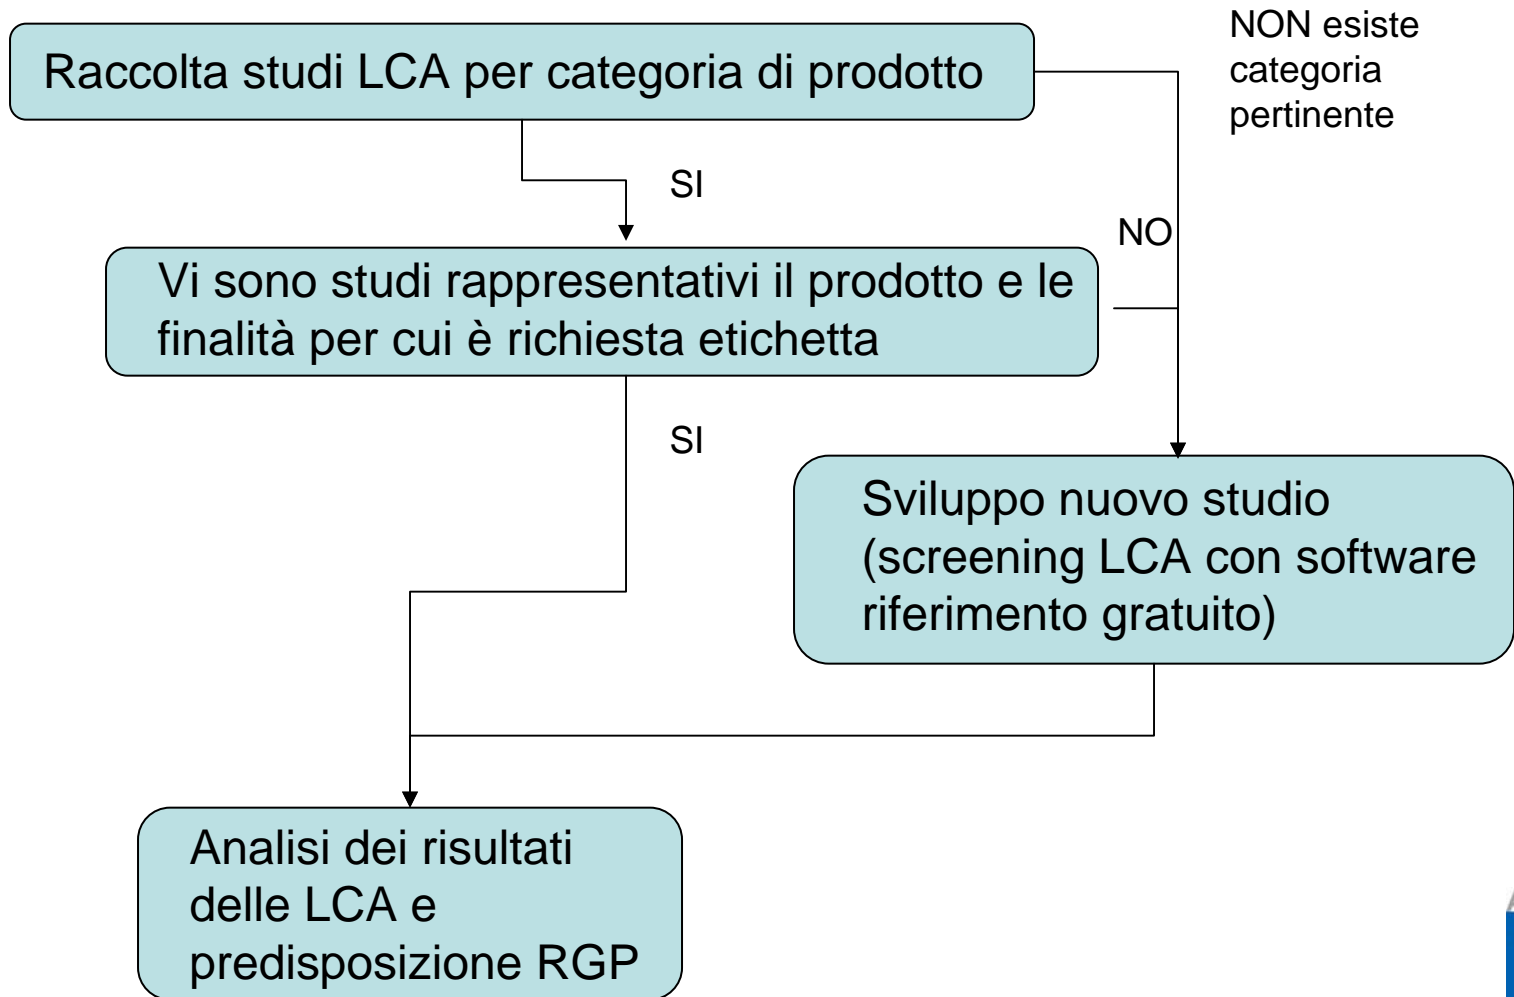 NON esiste
categoria
pertinente
Raccolta studi LCA per categoria di prodotto
SI
NO
Vi sono studi rappresentativi il prodotto e le
finalità per cui è richiesta etichetta
SI
Sviluppo nuovo studio
(screening LCA con software
riferimento gratuito)
Analisi dei risultati
delle LCA e
predisposizione RGP